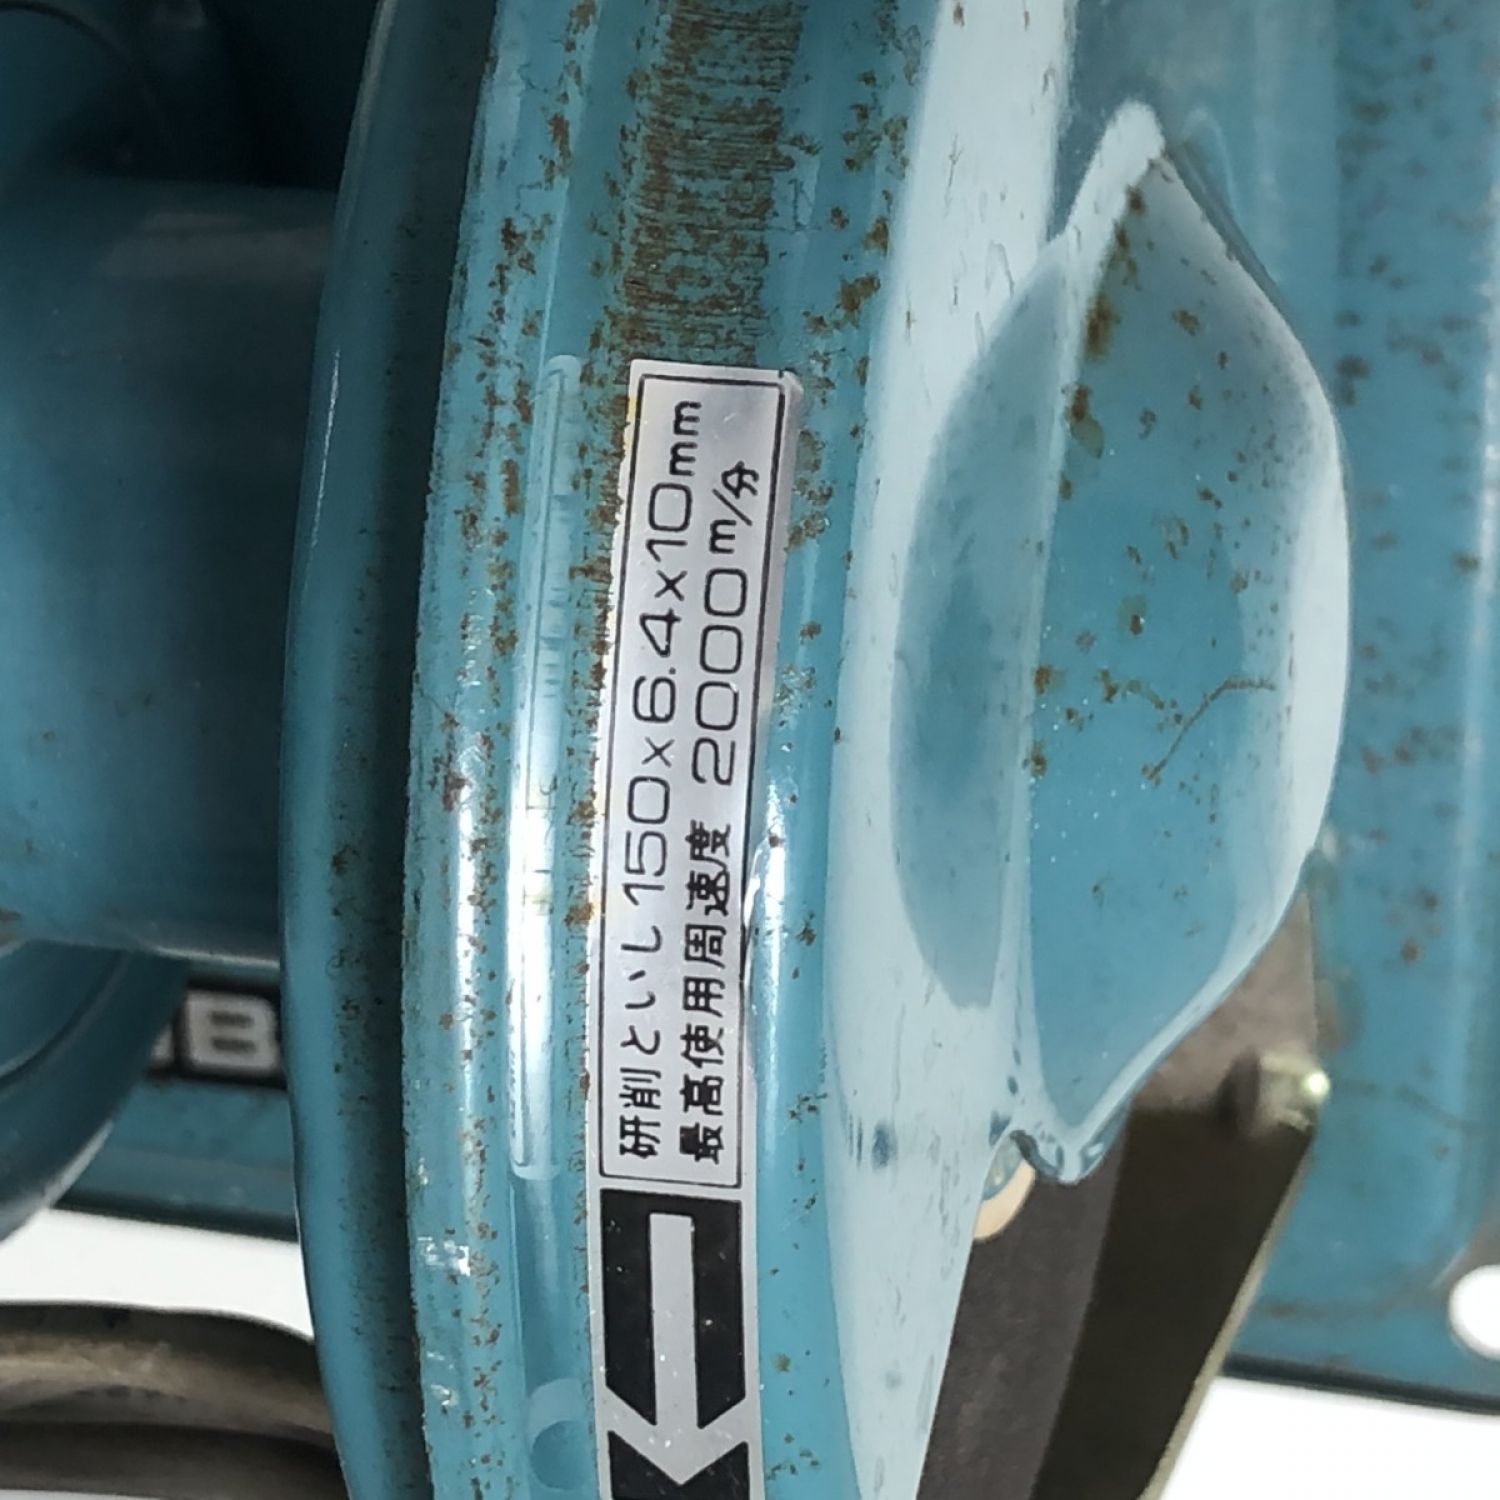 研削といし 150×6.4×10mm
最高使用周速度 2000m/分
B